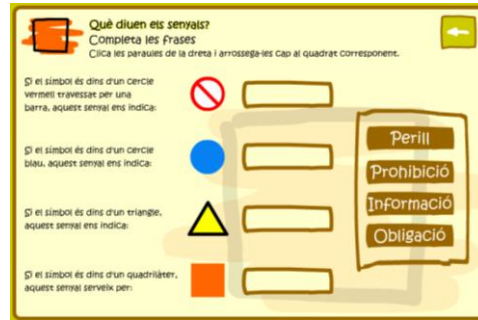 Què diuen els senyals?
Completa les frases
Clica les paraules de la dreta i arrossega-les cap al quadrat corresponent.
Si el símbol és dins d'un cercle
vermell travessat per una
barra, aquest senyal ens indica:
Si el símbol és dins d'un cercle
blau, aquest senyal ens indica:
Si el símbol és dins d'un triangle,
aquest senyal ens indica:
Si el símbol és dins d'un quadrilàter,
aquest senyal serveix per:
Perill
Prohibició
Informació
Obligació